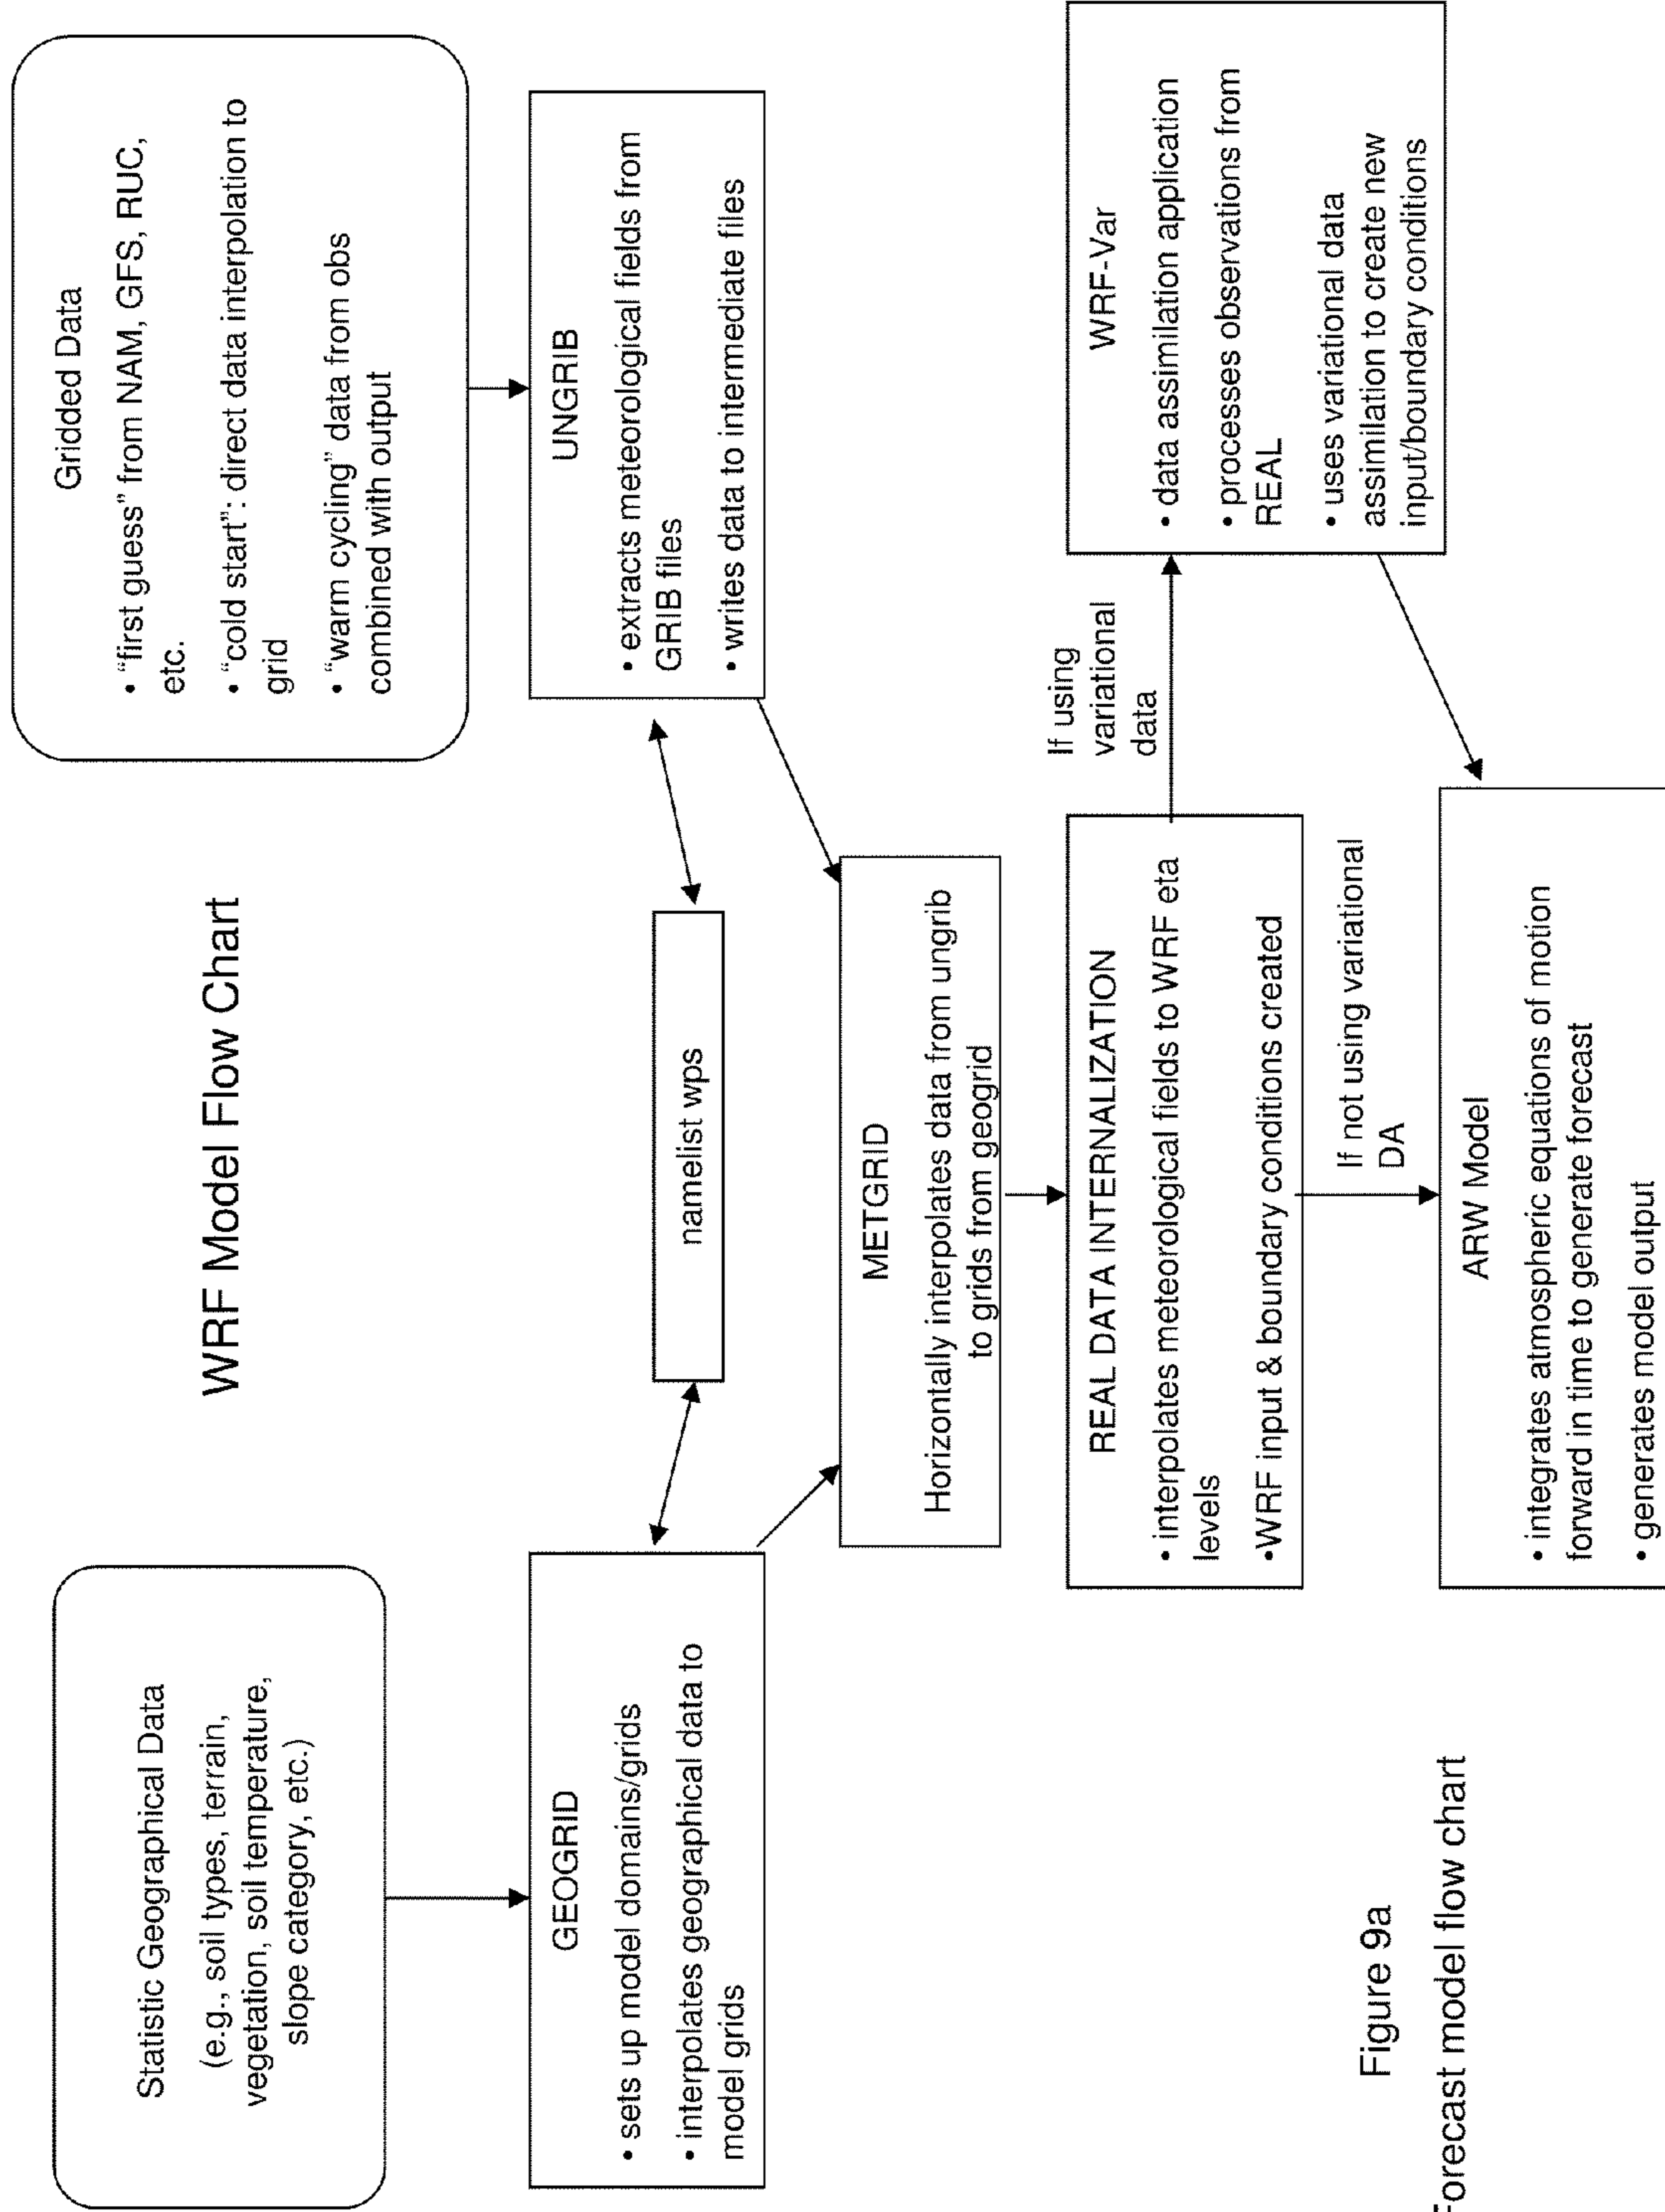 WRF Model Flow Chart
Statistic Geographical Data
(e.g., soil types, terrain,
vegetation, soil temperature,
slope category, etc.)
Gridded Data
• “first guess” from NAM, GFS, RUC,
etc.
• “cold start”: direct data interpolation to
grid
• “warm cycling” data from obs
combined with output
GEOGRID
• sets up model domains/grids
• interpolates geographical data to
model grids
namelist wps
UNGRIB
• extracts meteorological fields from
GRIB files
• writes data to intermediate files
METGRID
Horizontally interpolates data from ungrib
to grids from geogrid
REAL DATA INTERNALIZATION
• interpolates meteorological fields to WRF eta
levels
•WRF input & boundary conditions created
If using
variational
data
WRF-Var
• data assimilation application
• processes observations from
REAL
• uses variational data
assimilation to create new
input/boundary conditions
If not using variational
DA
ARW Model
• integrates atmospheric equations of motion
forward in time to generate forecast
• generates model output
Figure 9a
Forecast model flow chart